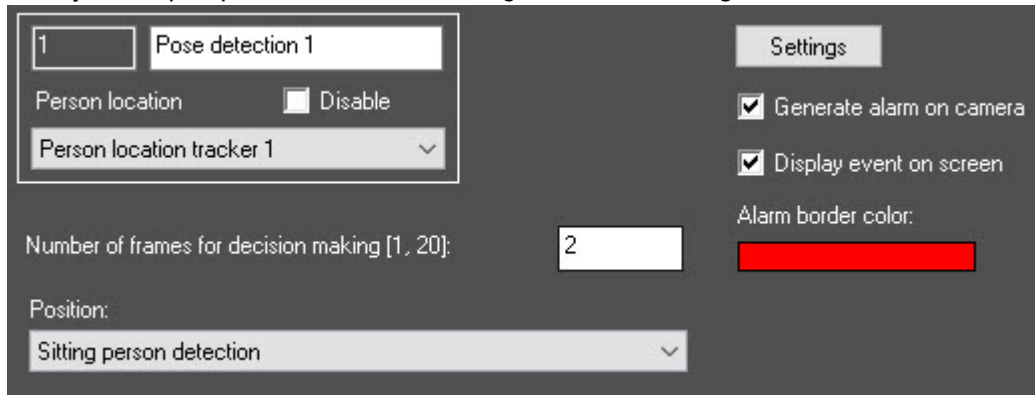 1
Pose detection 1
Settings
Person location
Disable
Generate alarm on camera
Person location tracker 1
Display event on screen
Alarm border color:
Number of frames for decision making [1, 20]:
2
Position:
Sitting person detection